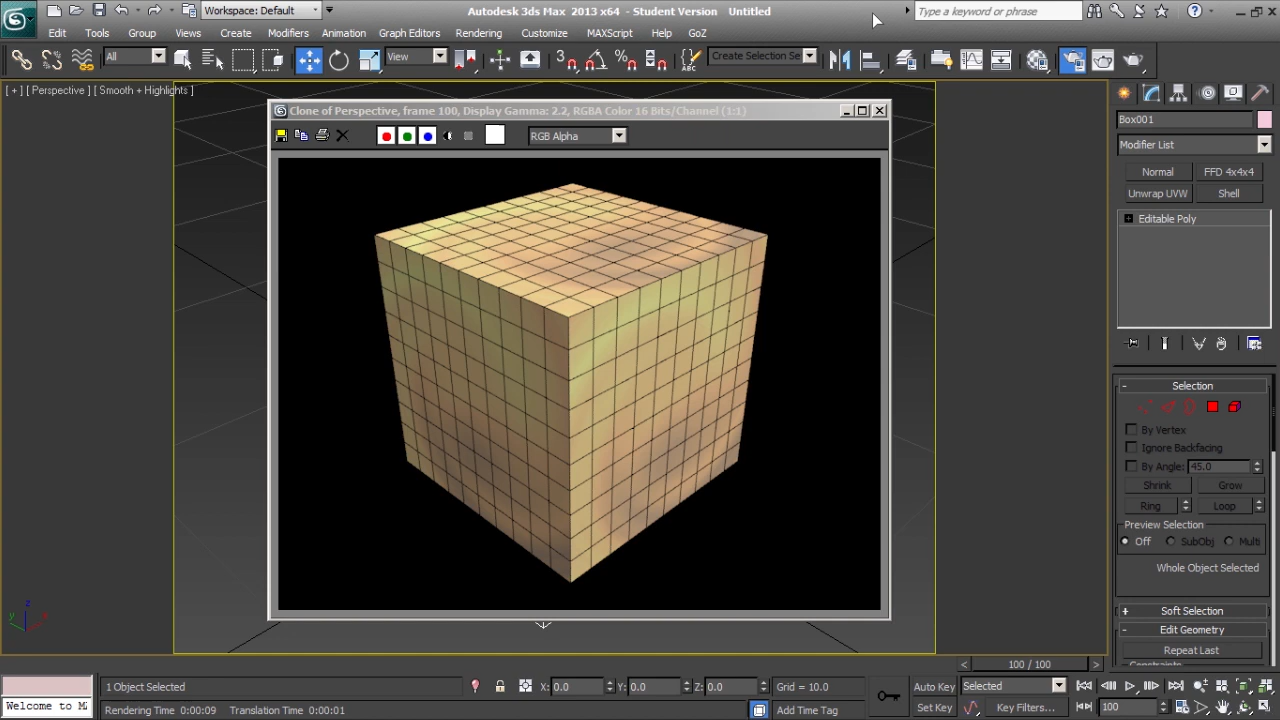 Workspace: Default
Autodesk 3ds Max 2013 x64 - Student Version Untitled
Type a keyword or phrase
Edit Tools Group Views Create Modifiers Animation Graph Editors Rendering Customize MAXScript Help GoZ
All
View
3
Create Selection Se
ABC
[ + ] [ Perspective ] [ Smooth + Highlights ]
Clone of Perspective, frame 100, Display Gamma: 2.2, RGBA Color 16 Bits/Channel (1:1)
RGB Alpha
Box001
Modifier List
Normal FFD 4x4x4
Unwrap UVW Shell
Editable Poly
- Selection
By Vertex
Ignore Backfacing
By Angle: 45.0
Shrink Grow
Ring Loop
Preview Selection
Off SubObj Multi
Whole Object Selected
+ Soft Selection
- Edit Geometry
Repeat Last
Constraints
z
y x
< 100 / 100 >
1 Object Selected X: 0.0 Y: 0.0 Z: 0.0 Grid = 10.0 Auto Key Selected
Welcome to M
Rendering Time 0:00:09 Translation Time 0:00:01 Add Time Tag Set Key Key Filters... 100